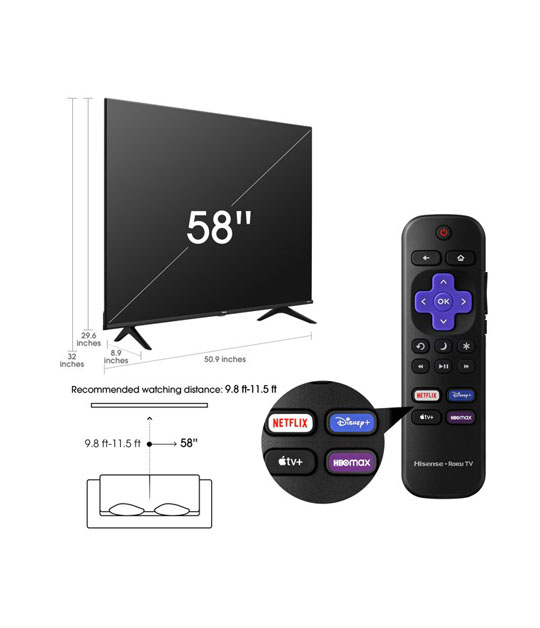 58"
29.6
inches
32
inches
8.9
inches
50.9 inches
Recommended watching distance: 9.8 ft-11.5 ft
9.8 ft-11.5 ft
58"
OK
NETFLIX
Disney+
tv+
HBOmax
NETFLIX
Disney+
tv+
HBOmax
Hisense • Roku TV